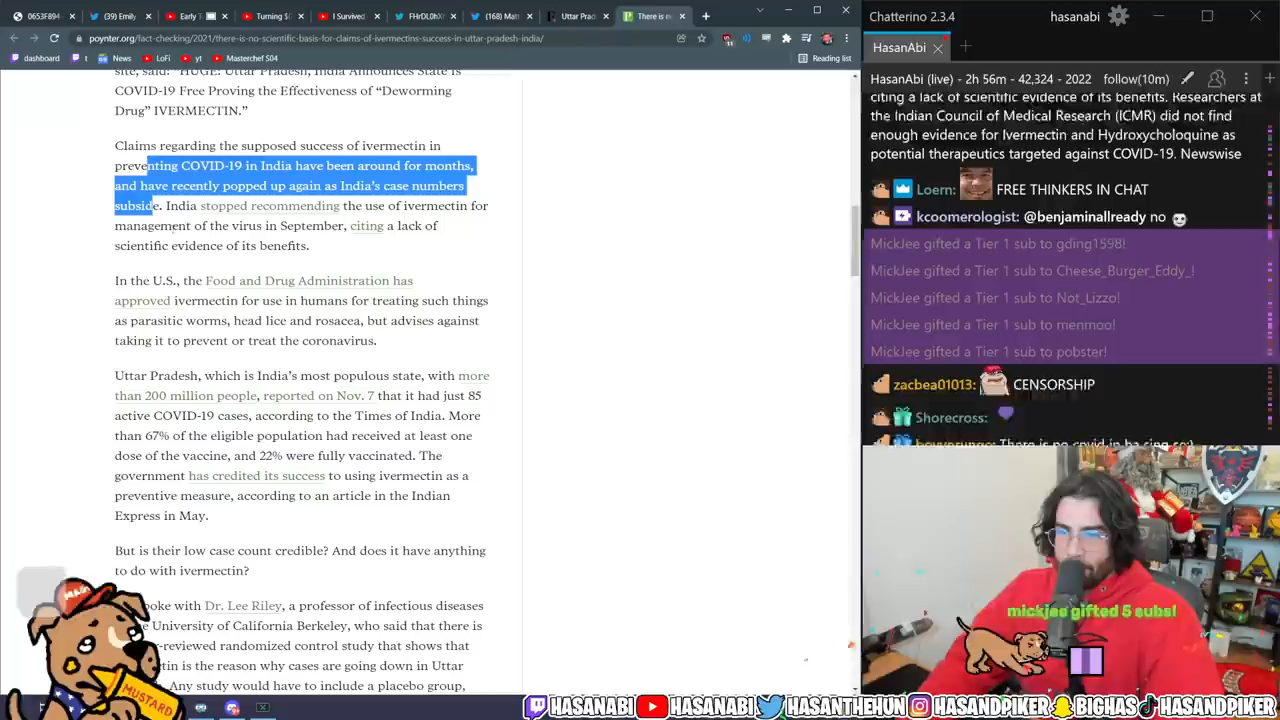 0653F894
(39) Emily
Early T
Turning $
I Survived
FHrDL0hX
(168) Mat
Uttar Prad
There is n
poynter.org/fact-checking/2021/there-is-no-scientific-basis-for-claims-of-ivermectins-success-in-uttar-pradesh-india/
dashboard
t
News
LoFi
yt
Masterchef S04
Reading list
site, said: “HUGE: Uttar Pradesh, India Announces State is
COVID-19 Free Proving the Effectiveness of “Deworming
Drug” IVERMECTIN.”
Claims regarding the supposed success of ivermectin in
preventing COVID-19 in India have been around for months,
and have recently popped up again as India’s case numbers
subside. India stopped recommending the use of ivermectin for
management of the virus in September, citing a lack of
scientific evidence of its benefits.
In the U.S., the Food and Drug Administration has
approved ivermectin for use in humans for treating such things
as parasitic worms, head lice and rosacea, but advises against
taking it to prevent or treat the coronavirus.
Uttar Pradesh, which is India’s most populous state, with more
than 200 million people, reported on Nov. 7 that it had just 85
active COVID-19 cases, according to the Times of India. More
than 67% of the eligible population had received at least one
dose of the vaccine, and 22% were fully vaccinated. The
government has credited its success to using ivermectin as a
preventive measure, according to an article in the Indian
Express in May.
But is their low case count credible? And does it have anything
to do with ivermectin?
oke with Dr. Lee Riley, a professor of infectious diseases
e University of California Berkeley, who said that there is
r-reviewed randomized control study that shows that
tin is the reason why cases are going down in Uttar
Any study would have to include a placebo group,
MUSTARD
Chatterino 2.3.4
hasanabi
HasanAbi
HasanAbi (live) - 2h 56m - 42,324 - 2022
follow(10m)
citing a lack of scientific evidence of its benefits. Researchers at
the Indian Council of Medical Research (ICMR) did not find
enough evidence for Ivermectin and Hydroxycholoquine as
potential therapeutics targeted against COVID-19. Newswise
Loern: FREE THINKERS IN CHAT
kcoomerologist: @benjaminallready no
MickJee gifted a Tier 1 sub to gding1598!
MickJee gifted a Tier 1 sub to Cheese_Burger_Eddy_!
MickJee gifted a Tier 1 sub to Not_Lizzo!
MickJee gifted a Tier 1 sub to menmoo!
MickJee gifted a Tier 1 sub to pobster!
zacbea01013: CENSORSHIP
Shorecross:
mickjee gifted 5 subs!
HASANABI
HASANABI
HASANTHEHUN
HASANDPIKER
BIGHAS
HASANDPIKER